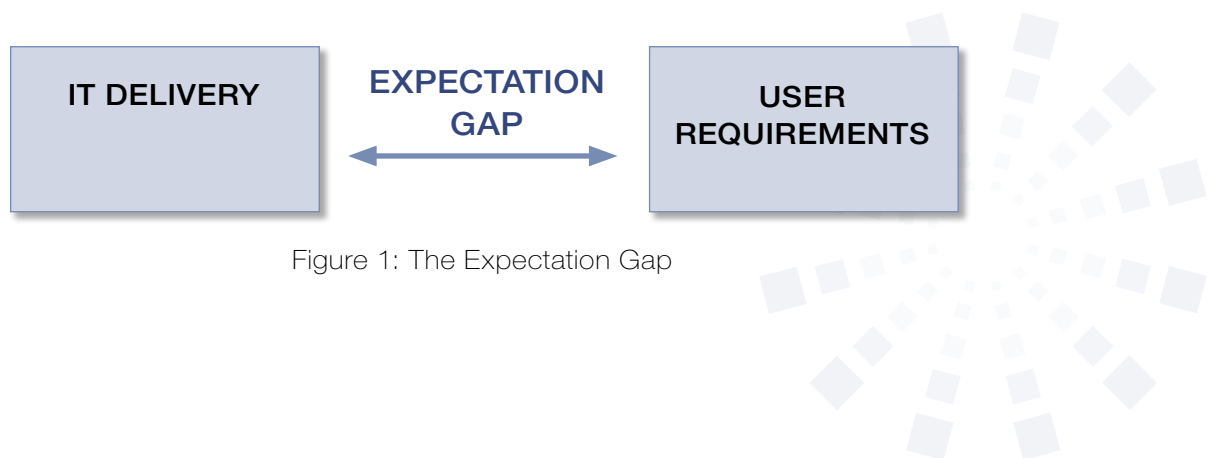 IT DELIVERY
EXPECTATION
GAP
USER
REQUIREMENTS
Figure 1: The Expectation Gap